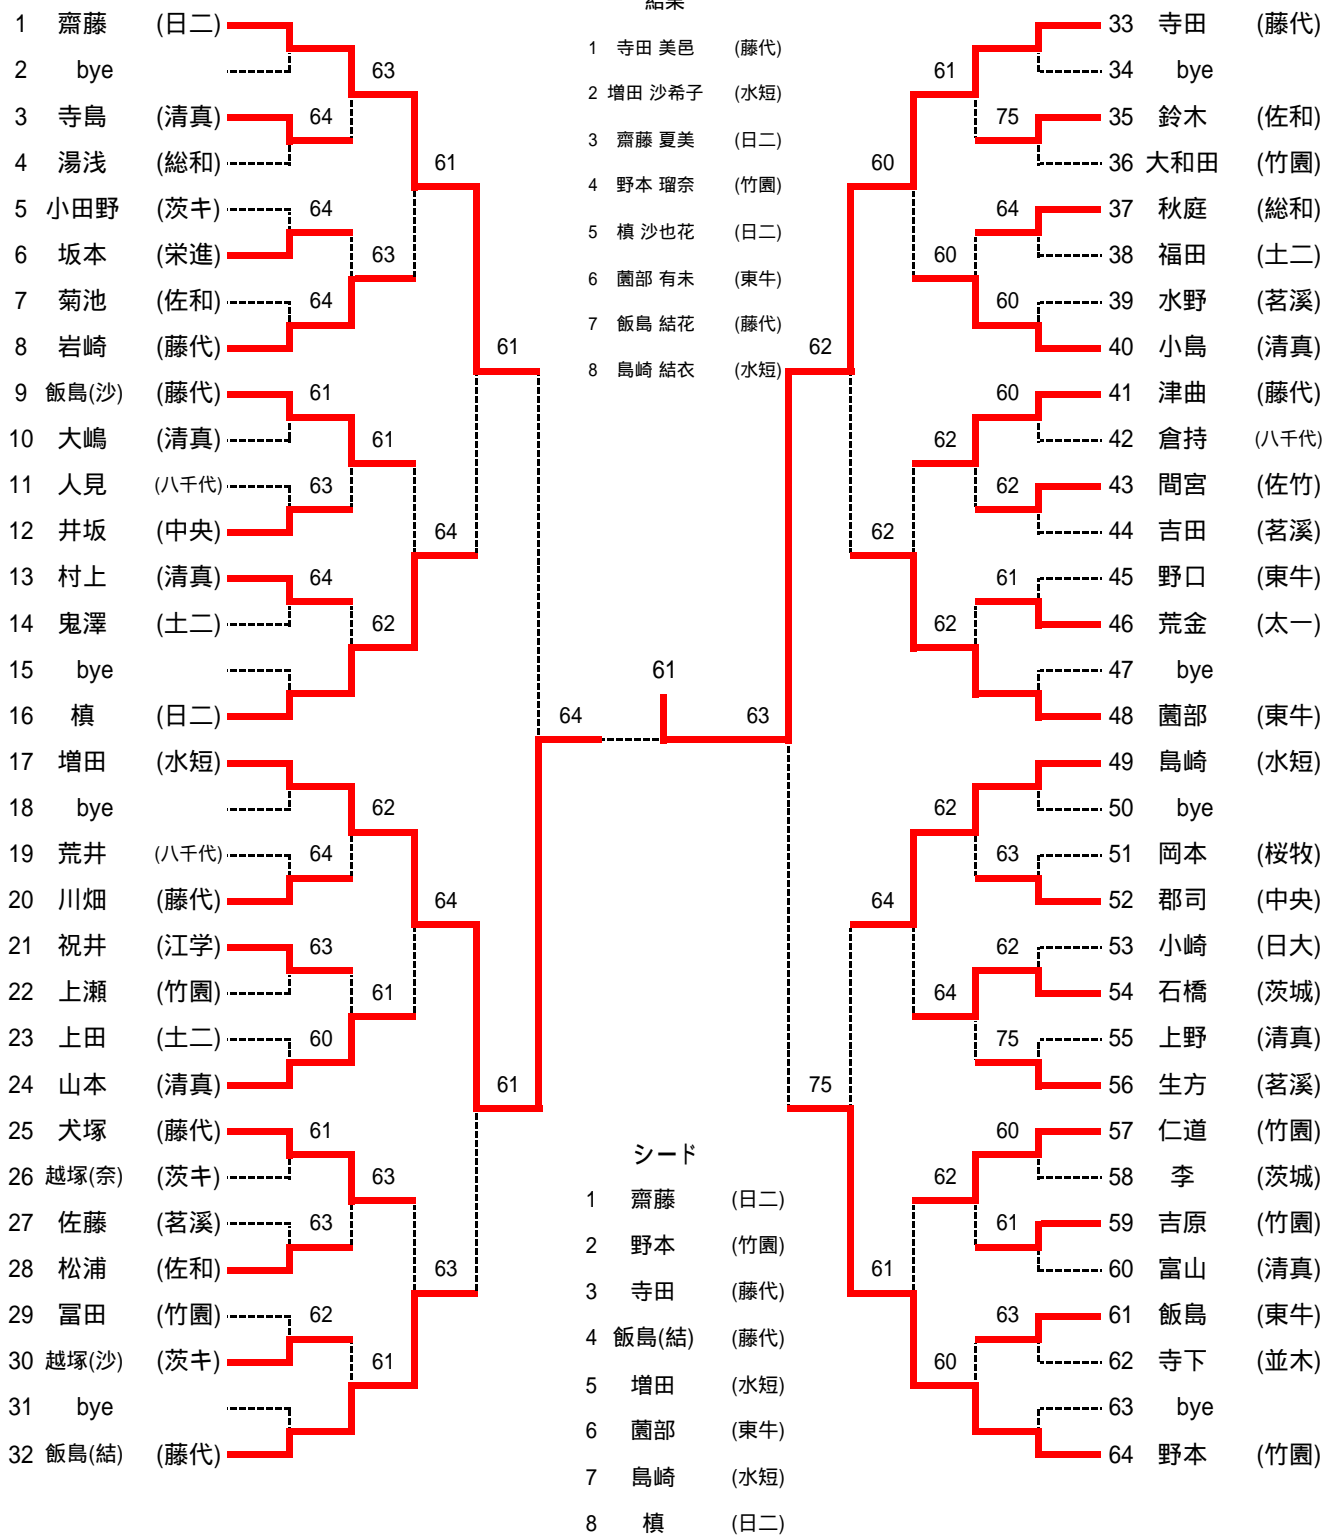 結果
1 齋藤 (日二)
2 bye
3 寺島 (清真)
4 湯浅 (総和)
5 小田野 (茨キ)
6 坂本 (栄進)
7 菊池 (佐和)
8 岩崎 (藤代)
9 飯島(沙) (藤代)
10 大嶋 (清真)
11 人見 (八千代)
12 井坂 (中央)
13 村上 (清真)
14 鬼澤 (土二)
15 bye
16 槙 (日二)
17 増田 (水短)
18 bye
19 荒井 (八千代)
20 川畑 (藤代)
21 祝井 (江学)
22 上瀬 (竹園)
23 上田 (土二)
24 山本 (清真)
25 犬塚 (藤代)
26 越塚(奈) (茨キ)
27 佐藤 (茗溪)
28 松浦 (佐和)
29 冨田 (竹園)
30 越塚(沙) (茨キ)
31 bye
32 飯島(結) (藤代)
64
64
64
61
63
64
64
63
60
61
63
62
63
63
61
62
62
61
63
61
61
64
64
63
61
61
64
61
63
1 寺田 美邑 (藤代)
2 増田 沙希子 (水短)
3 齋藤 夏美 (日二)
4 野本 瑠奈 (竹園)
5 槙 沙也花 (日二)
6 薗部 有未 (東牛)
7 飯島 結花 (藤代)
8 島崎 結衣 (水短)
シード
1 齋藤 (日二)
2 野本 (竹園)
3 寺田 (藤代)
4 飯島(結) (藤代)
5 増田 (水短)
6 薗部 (東牛)
7 島崎 (水短)
8 槙 (日二)
62
75
60
62
64
61
61
60
62
62
62
64
62
60
75
64
60
60
62
61
63
62
75
60
61
63
33 寺田 (藤代)
34 bye
35 鈴木 (佐和)
36 大和田 (竹園)
37 秋庭 (総和)
38 福田 (土二)
39 水野 (茗溪)
40 小島 (清真)
41 津曲 (藤代)
42 倉持 (八千代)
43 間宮 (佐竹)
44 吉田 (茗溪)
45 野口 (東牛)
46 荒金 (太一)
47 bye
48 薗部 (東牛)
49 島崎 (水短)
50 bye
51 岡本 (桜牧)
52 郡司 (中央)
53 小崎 (日大)
54 石橋 (茨城)
55 上野 (清真)
56 生方 (茗溪)
57 仁道 (竹園)
58 李 (茨城)
59 吉原 (竹園)
60 富山 (清真)
61 飯島 (東牛)
62 寺下 (並木)
63 bye
64 野本 (竹園)